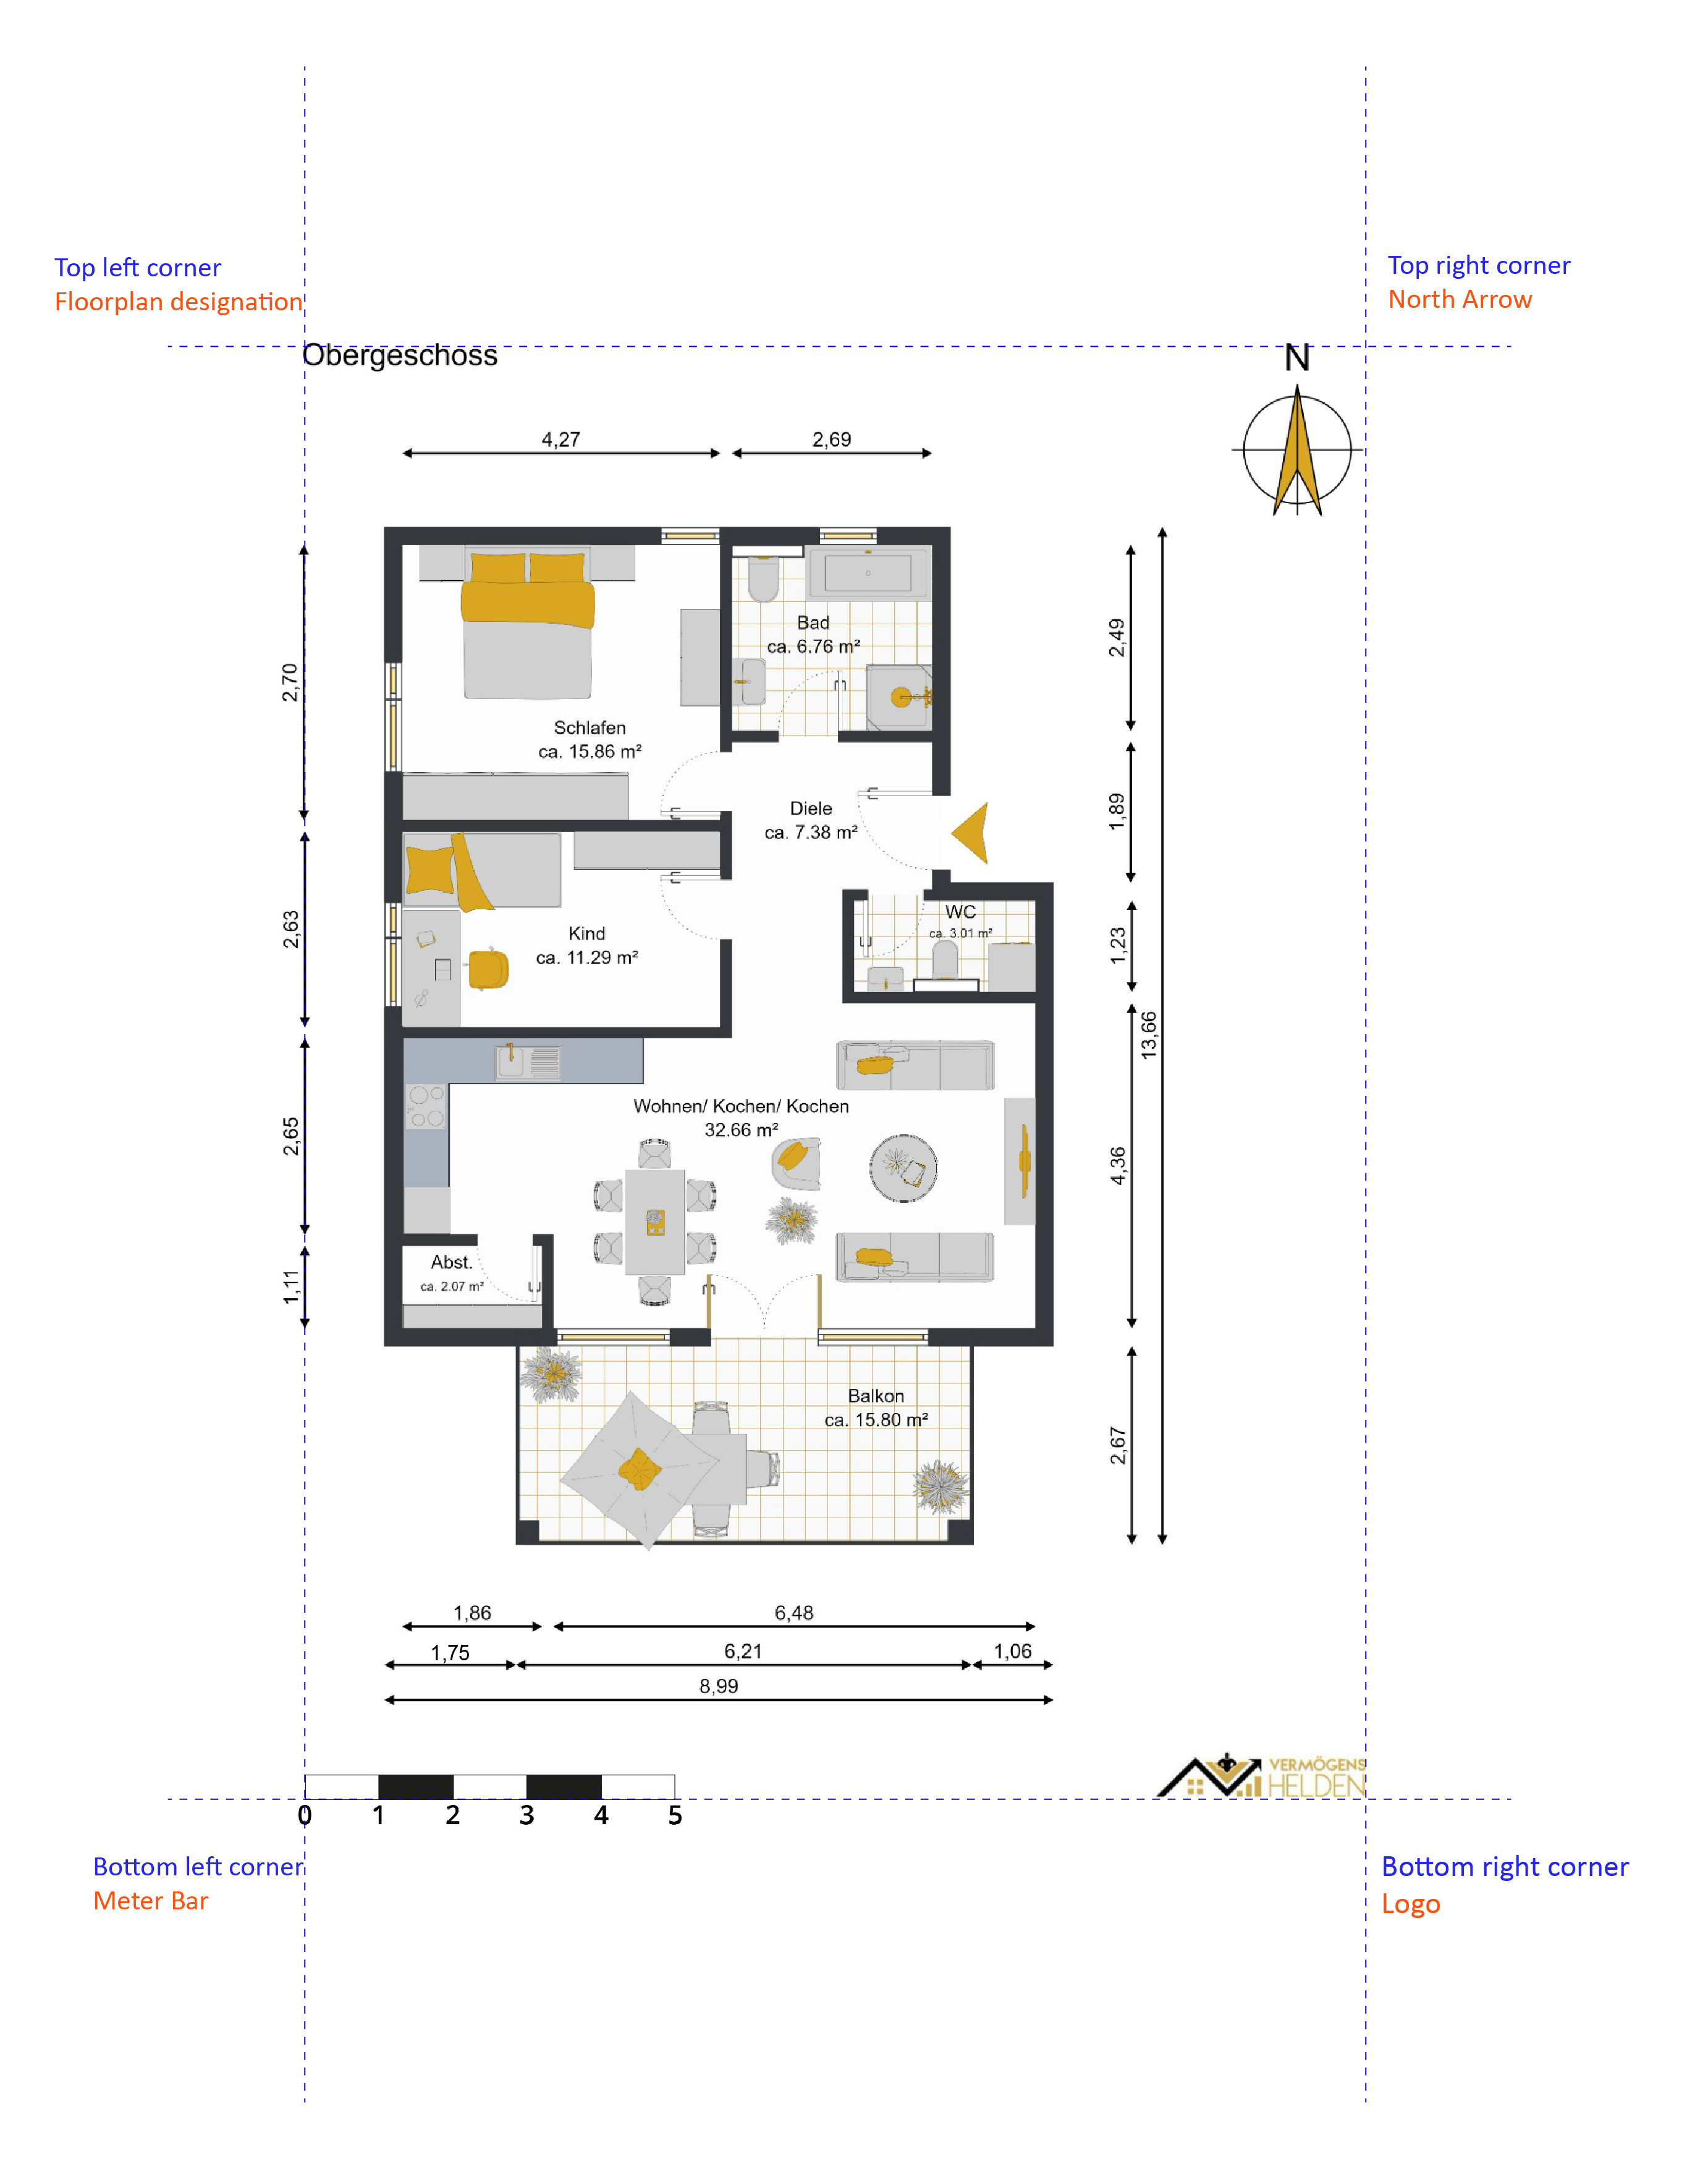 Top left corner
Floorplan designation
Top right corner
North Arrow
Obergeschoss
N
4,27
2,69
2,70
2,63
2,65
1,11
2,49
1,89
1,23
4,36
2,67
13,66
Bad
ca. 6.76 m²
Schlafen
ca. 15.86 m²
Diele
ca. 7.38 m²
WC
ca. 3.01 m²
Kind
ca. 11.29 m²
Wohnen/ Kochen/ Kochen
32.66 m²
Abst.
ca. 2.07 m²
Balkon
ca. 15.80 m²
1,86
6,48
1,75
6,21
1,06
8,99
VERMÖGENS
HELDEN
0 1 2 3 4 5
Bottom left corner
Meter Bar
Bottom right corner
Logo